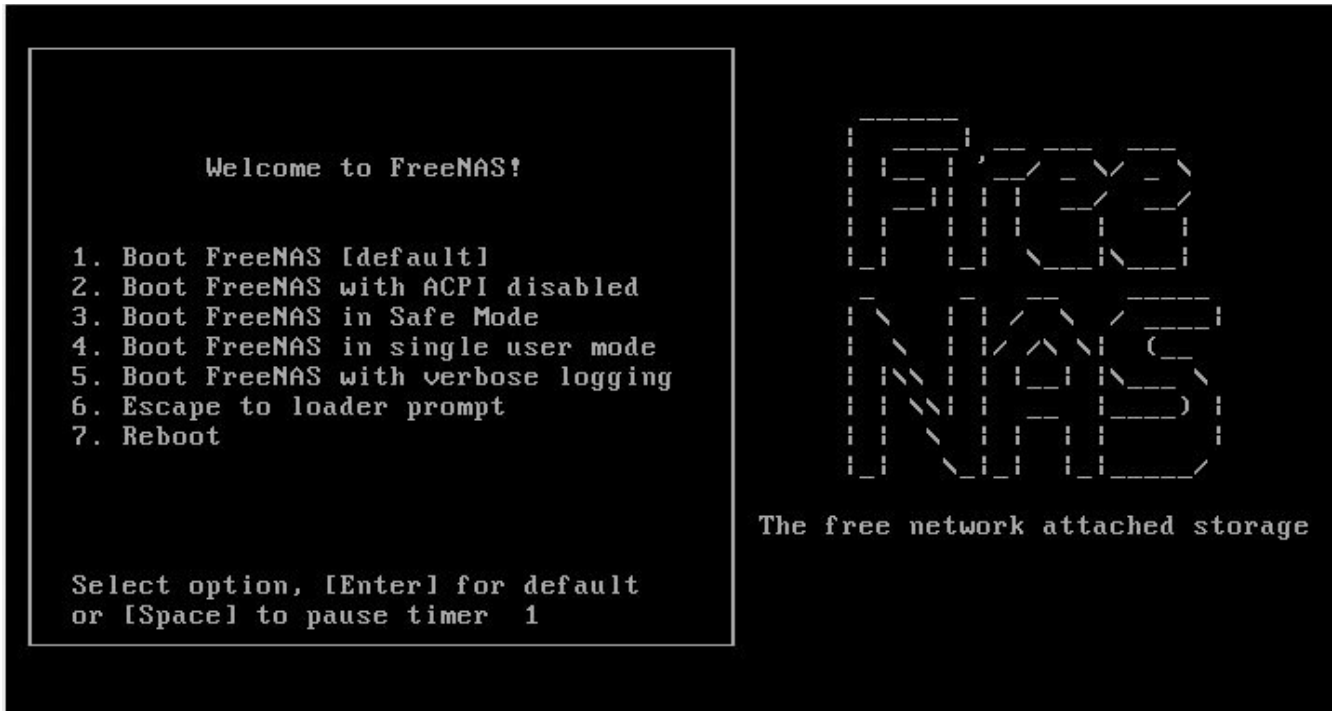 Welcome to FreeNAS!
1. Boot FreeNAS [default]
2. Boot FreeNAS with ACPI disabled
3. Boot FreeNAS in Safe Mode
4. Boot FreeNAS in single user mode
5. Boot FreeNAS with verbose logging
6. Escape to loader prompt
7. Reboot
Select option, [Enter] for default
or [Space] to pause timer 1
Free
NAS
The free network attached storage